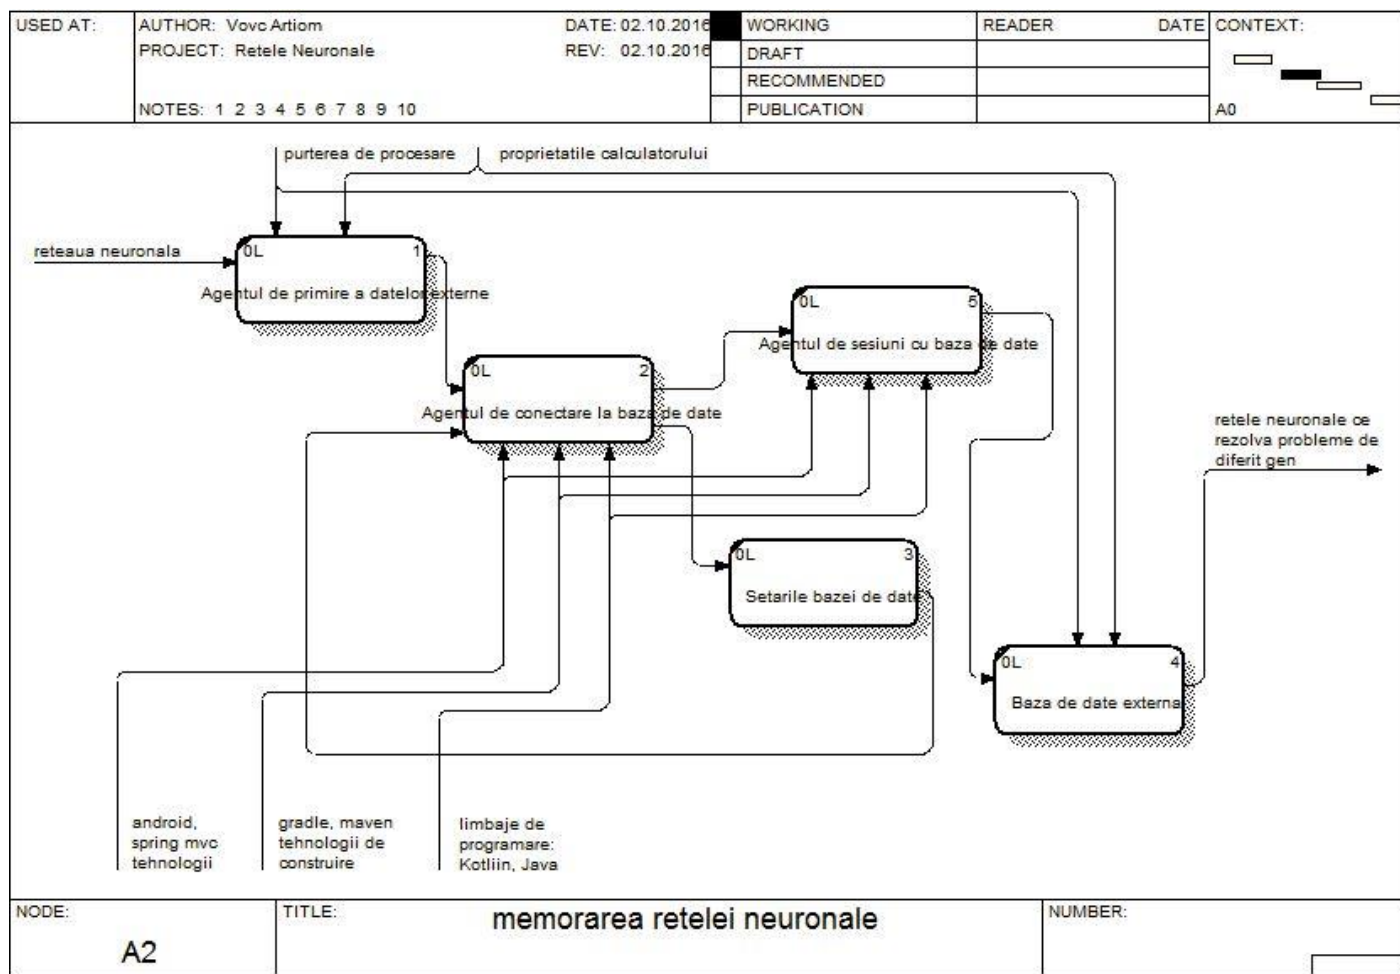 USED AT:
AUTHOR: Vovc Artiom
DATE: 02.10.2016
PROJECT: Retele Neuronale
REV: 02.10.2016
NOTES: 1 2 3 4 5 6 7 8 9 10
WORKING
DRAFT
RECOMMENDED
PUBLICATION
READER
DATE
CONTEXT:
A0
purterea de procesare
proprietatile calculatorului
reteaua neuronala
0L
1
Agentul de primire a datelor externe
0L
5
Agentul de sesiuni cu baza de date
0L
2
Agentul de conectare la baza de date
retele neuronale ce
rezolva probleme de
diferit gen
0L
3
Setarile bazei de date
0L
4
Baza de date externa
android,
spring mvc
tehnologii
gradle, maven
tehnologii de
construire
limbaje de
programare:
Kotliin, Java
NODE:
A2
TITLE:
memorarea retelei neuronale
NUMBER: